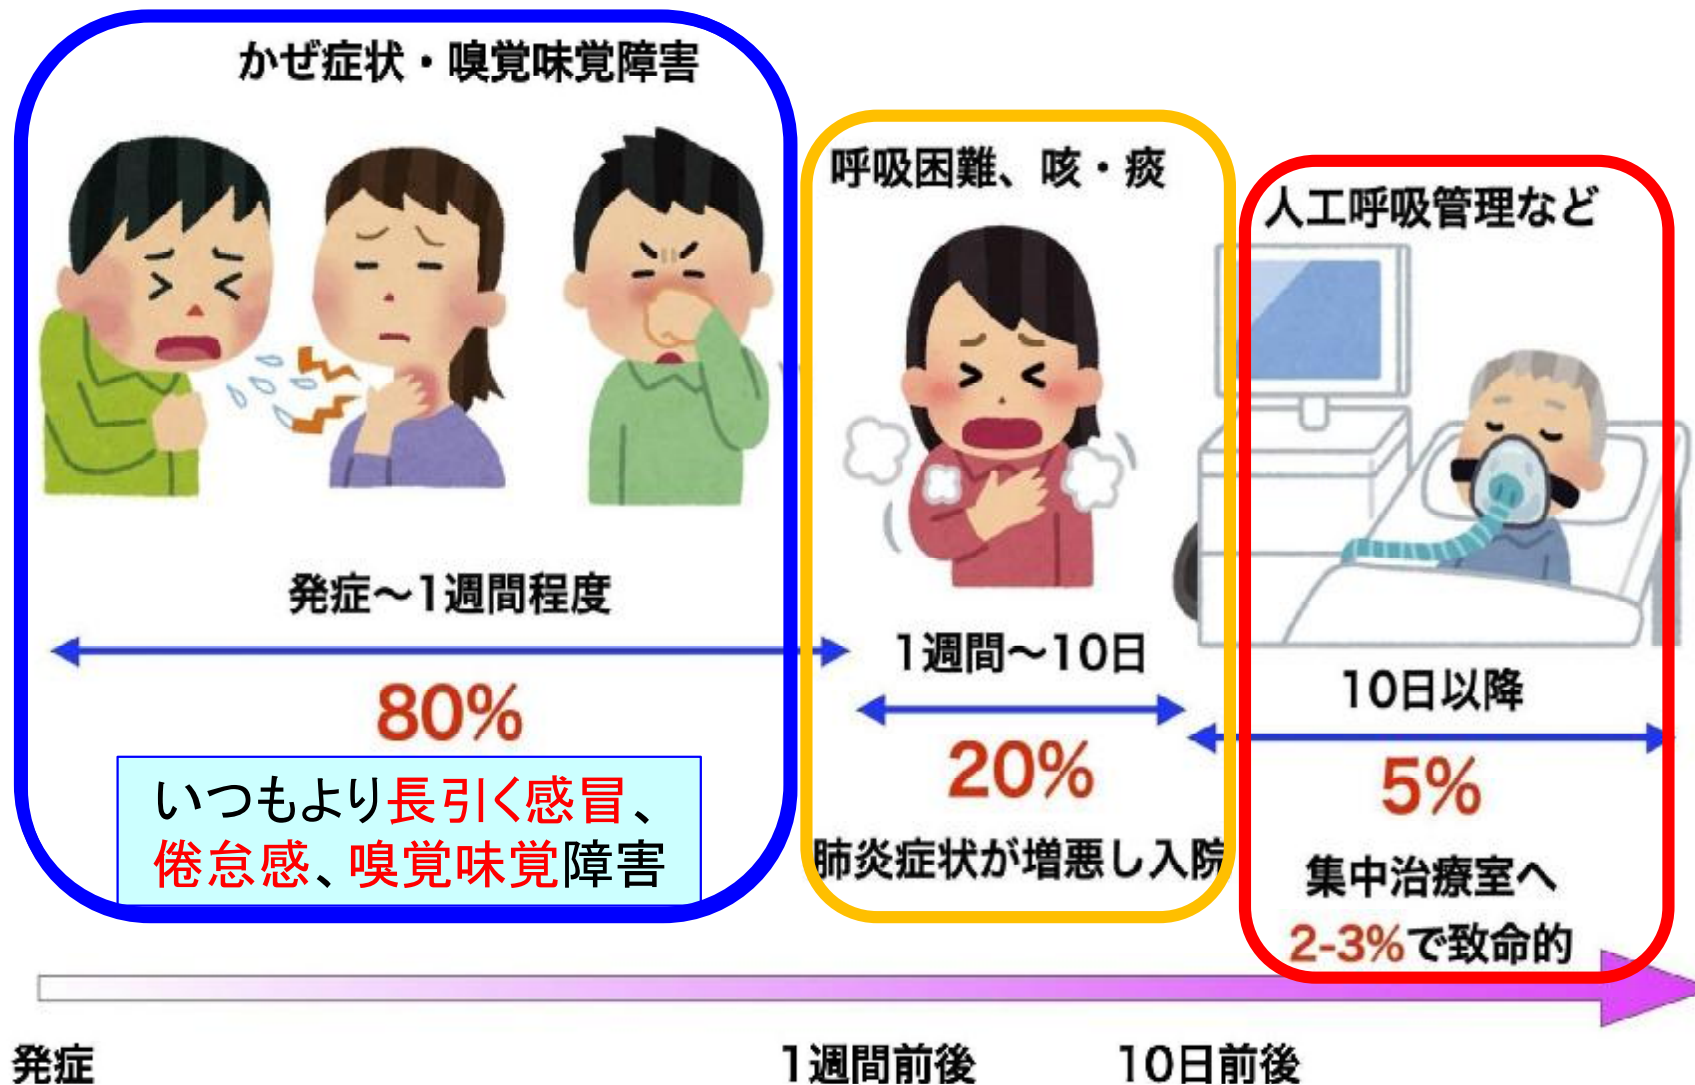 かぜ症状・嗅覚味覚障害
発症～1週間程度
80%
いつもより長引く感冒、
倦怠感、嗅覚味覚障害
呼吸困難、咳・痰
1週間～10日
20%
肺炎症状が増悪し入院
人工呼吸管理など
10日以降
5%
集中治療室へ
2-3%で致命的
発症
1週間前後
10日前後